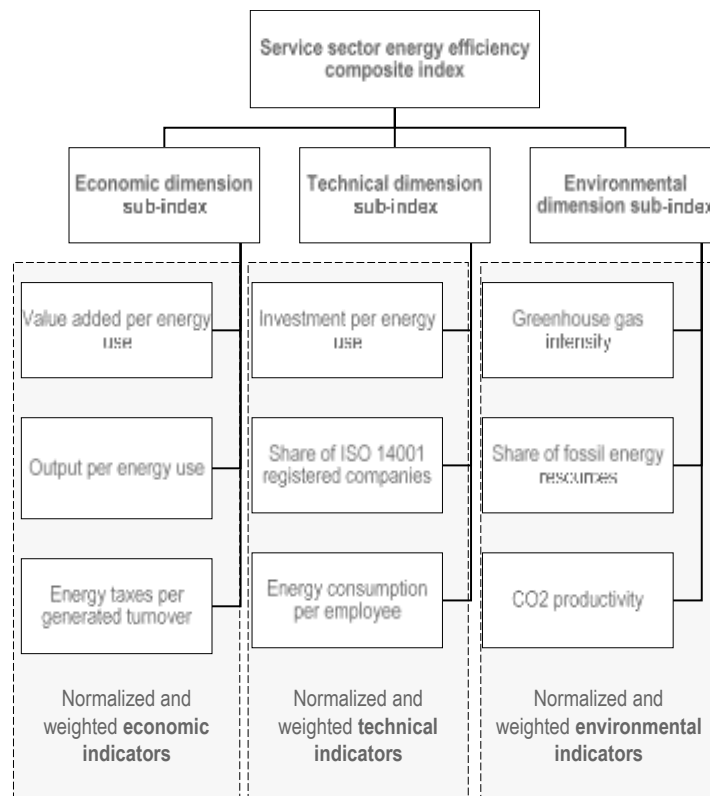 Service sector energy efficiency
composite index
Economic dimension
sub-index
Technical dimension
sub-index
Environmental
dimension sub-index
Value added per energy
use
Investment per energy
use
Greenhouse gas
intensity
Output per energy use
Share of ISO 14001
registered companies
Share of fossil energy
resources
Energy taxes per
generated turnover
Energy consumption
per employee
CO2 productivity
Normalized and
weighted economic
indicators
Normalized and
weighted technical
indicators
Normalized and
weighted environmental
indicators